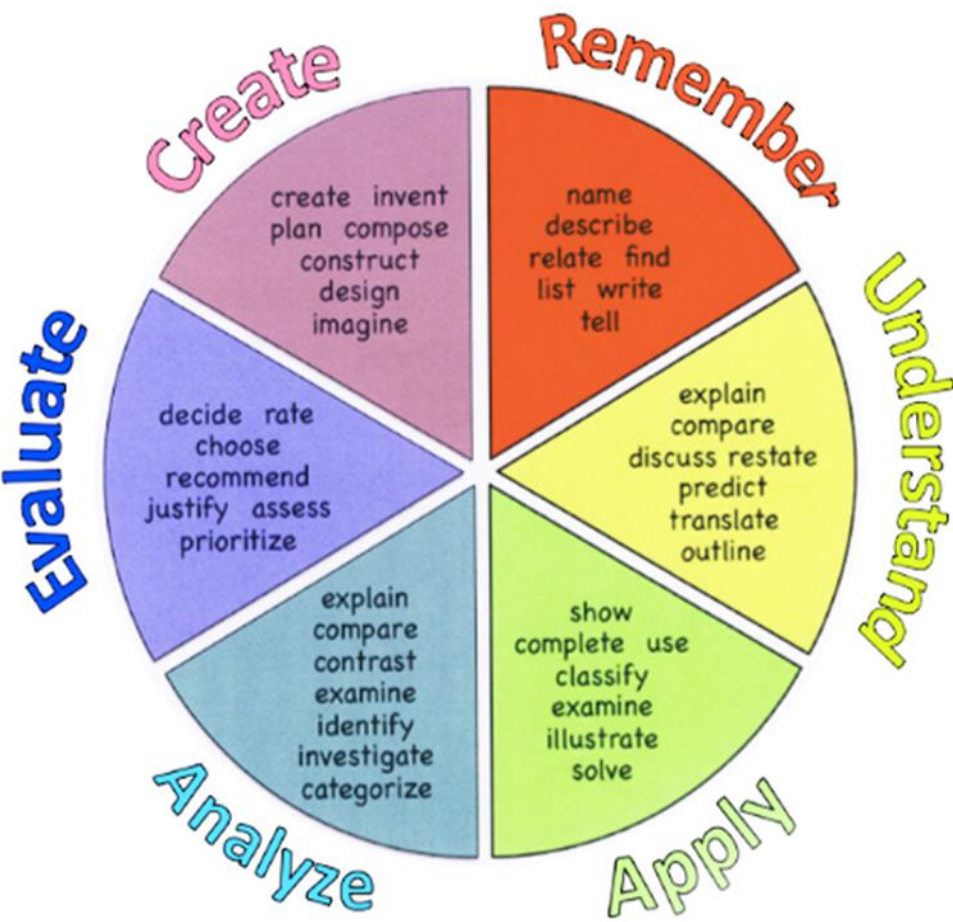 Remember
name
describe
relate find
list write
tell
Understand
explain
compare
discuss restate
predict
translate
outline
Apply
show
complete use
classify
examine
illustrate
solve
Analyze
explain
compare
contrast
examine
identify
investigate
categorize
Evaluate
decide rate
choose
recommend
justify assess
prioritize
Create
create invent
plan compose
construct
design
imagine